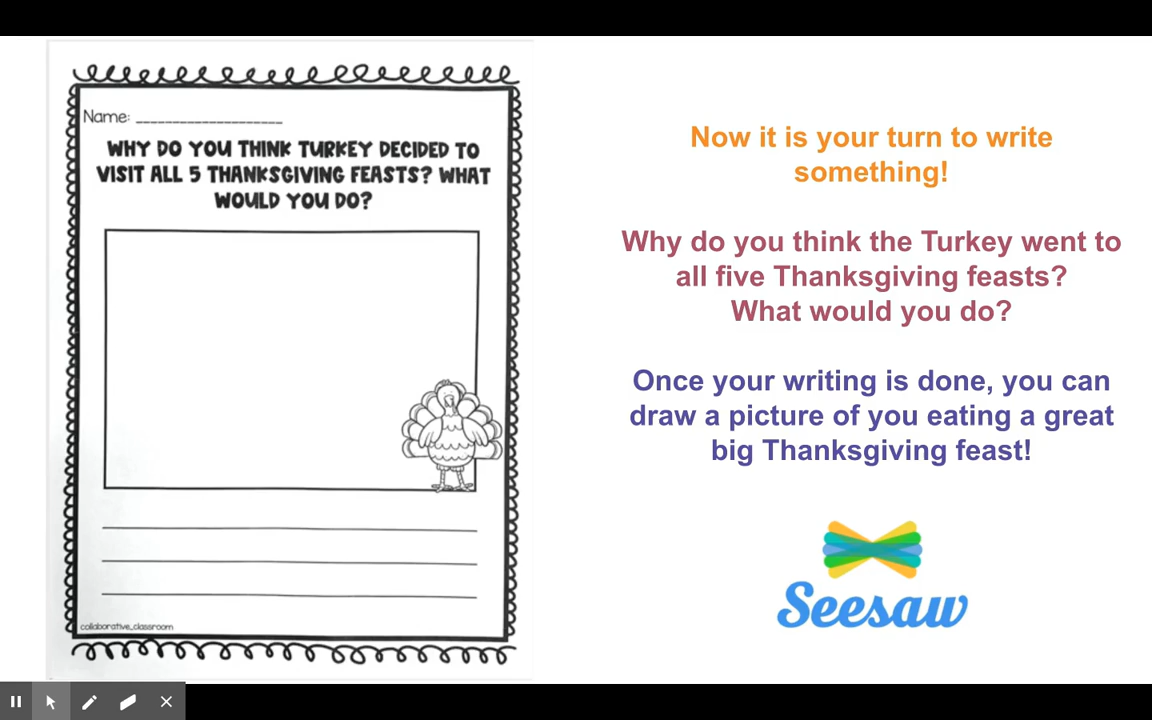 Name: ____________________
WHY DO YOU THINK TURKEY DECIDED TO
VISIT ALL 5 THANKSGIVING FEASTS? WHAT
WOULD YOU DO?
collaborative_classroom
Now it is your turn to write
something!
Why do you think the Turkey went to
all five Thanksgiving feasts?
What would you do?
Once your writing is done, you can
draw a picture of you eating a great
big Thanksgiving feast!
Seesaw